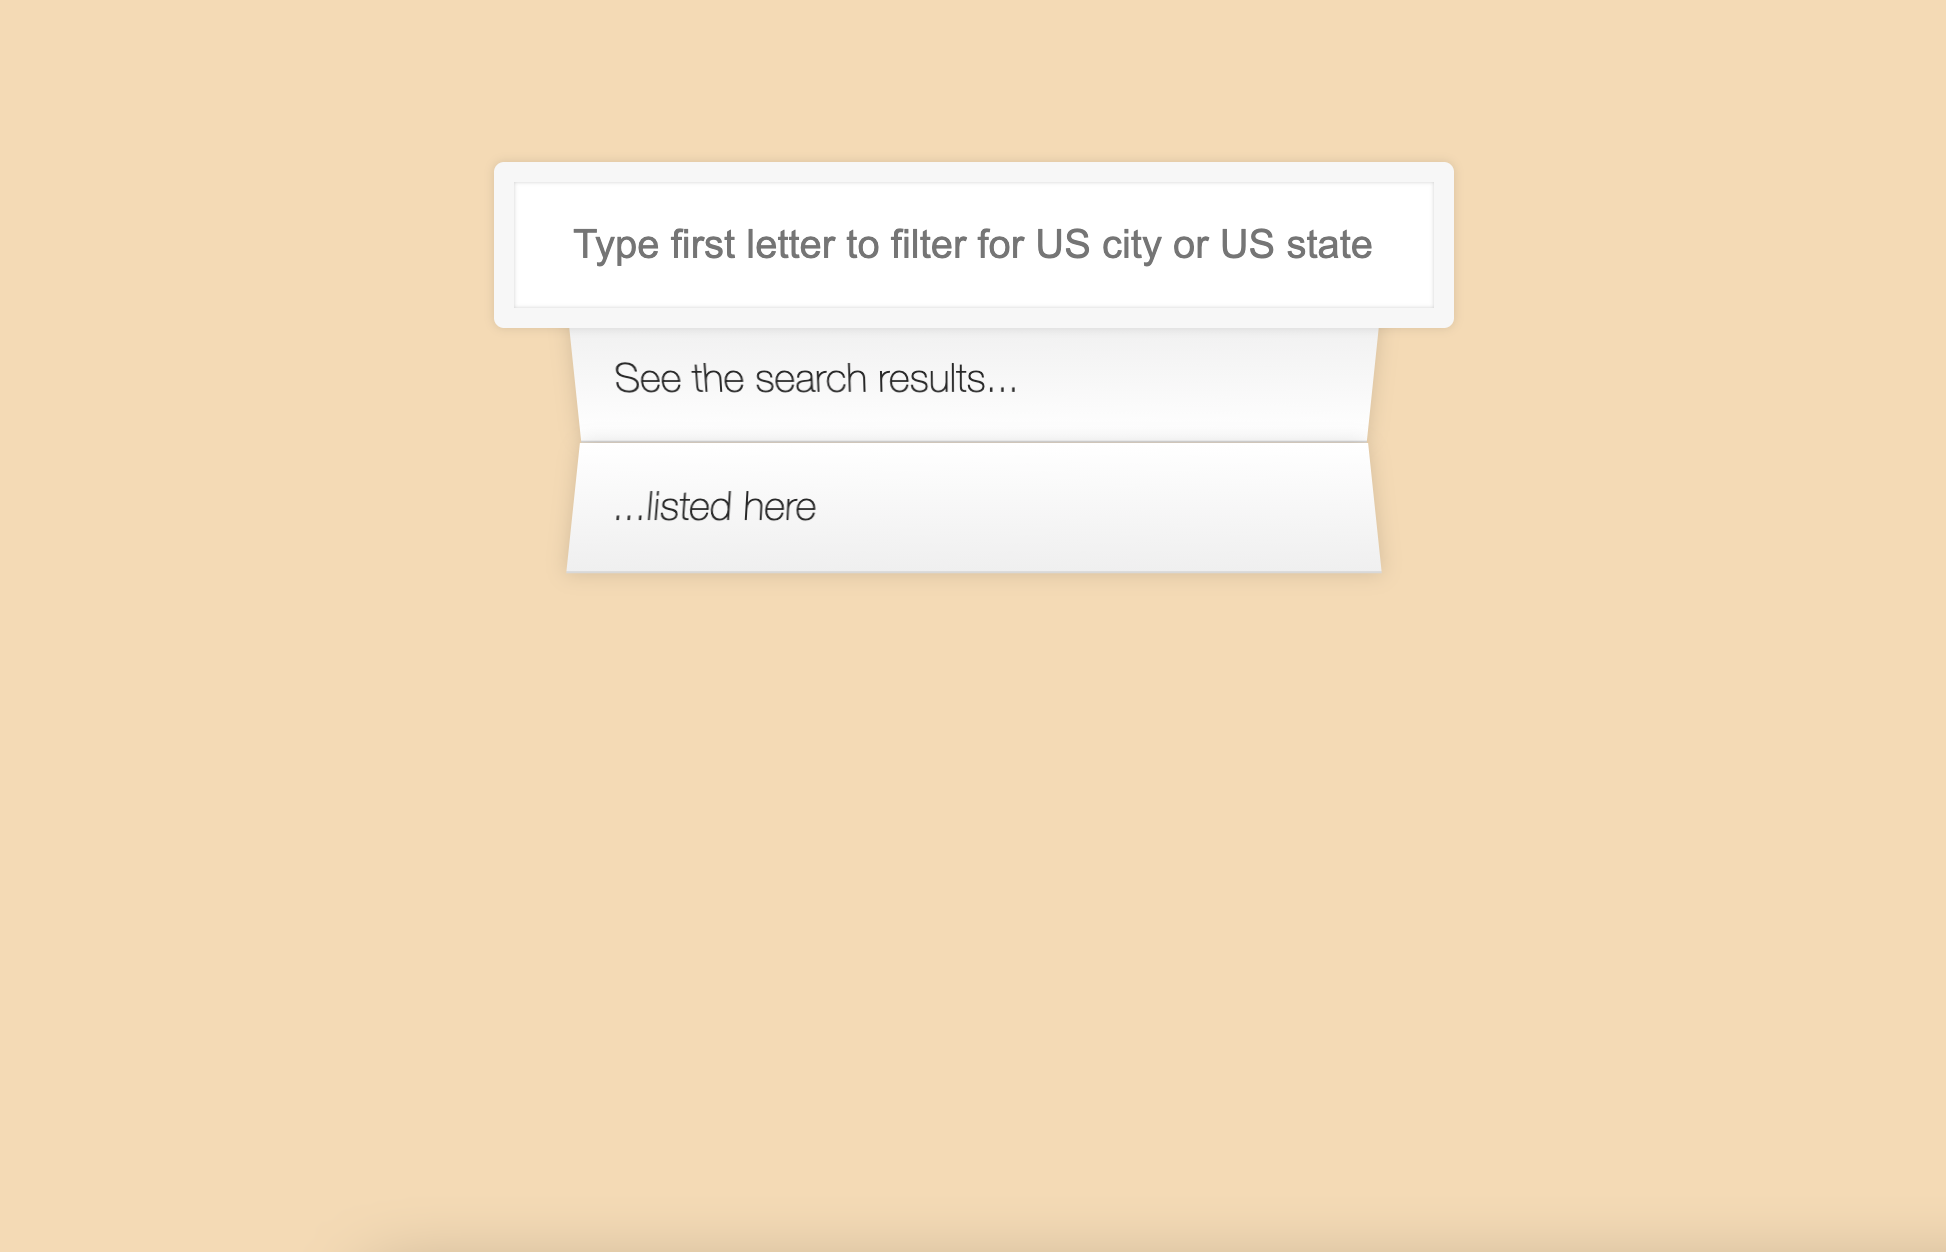 Type first letter to filter for US city or US state
See the search results...
...listed here